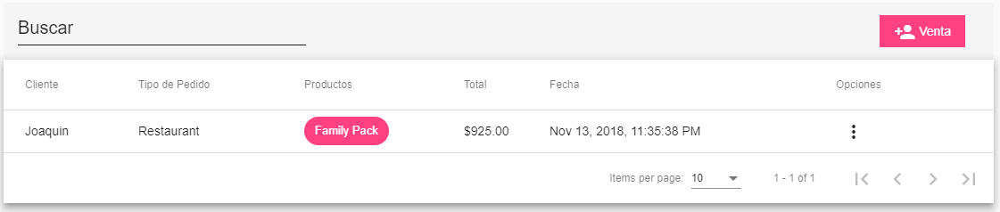 Buscar
Venta
Cliente Tipo de Pedido Productos Total Fecha Opciones
Joaquin Restaurant Family Pack $925.00 Nov 13, 2018, 11:35:38 PM
Items per page: 10 1 - 1 of 1